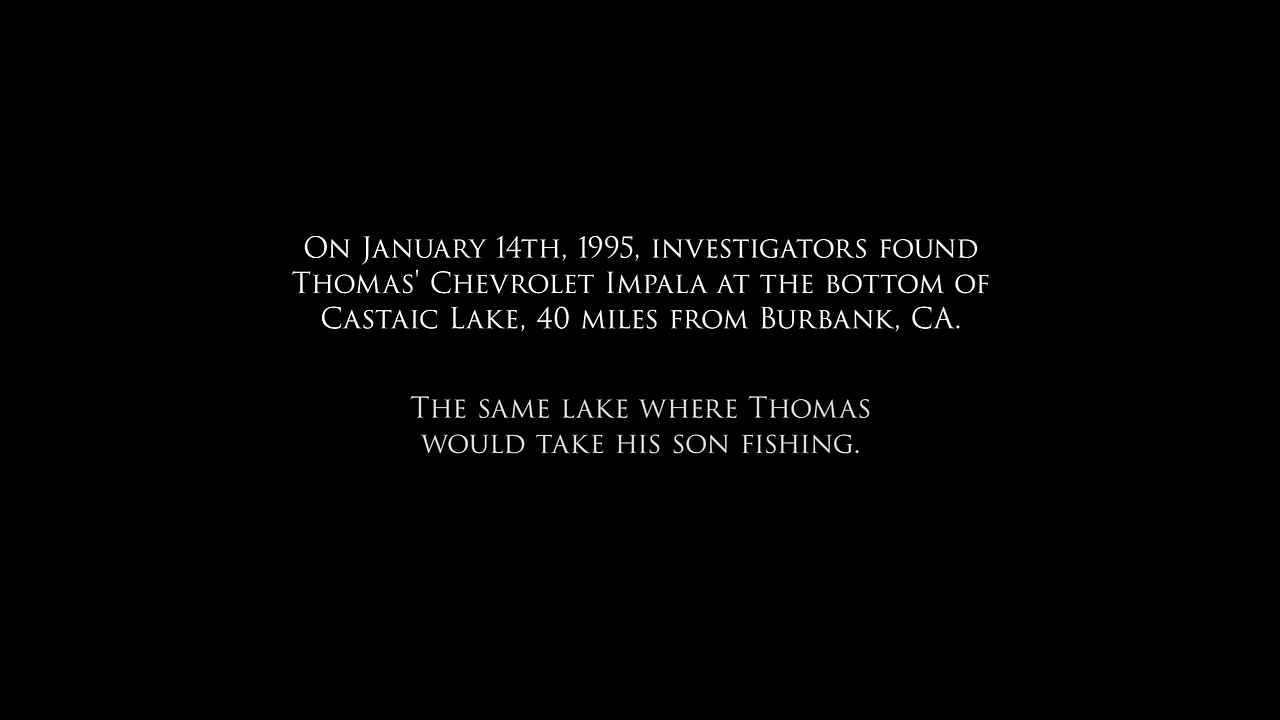 On January 14th, 1995, investigators found
Thomas' Chevrolet Impala at the bottom of
Castaic Lake, 40 miles from Burbank, CA.
The same lake where Thomas
would take his son fishing.